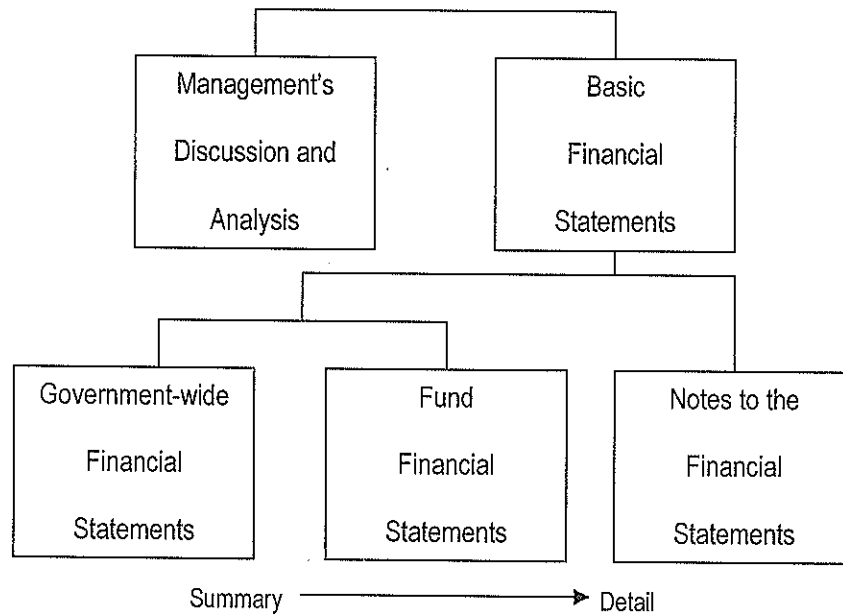 Management's
Discussion and
Analysis
Basic
Financial
Statements
Government-wide
Financial
Statements
Fund
Financial
Statements
Notes to the
Financial
Statements
Summary
Detail